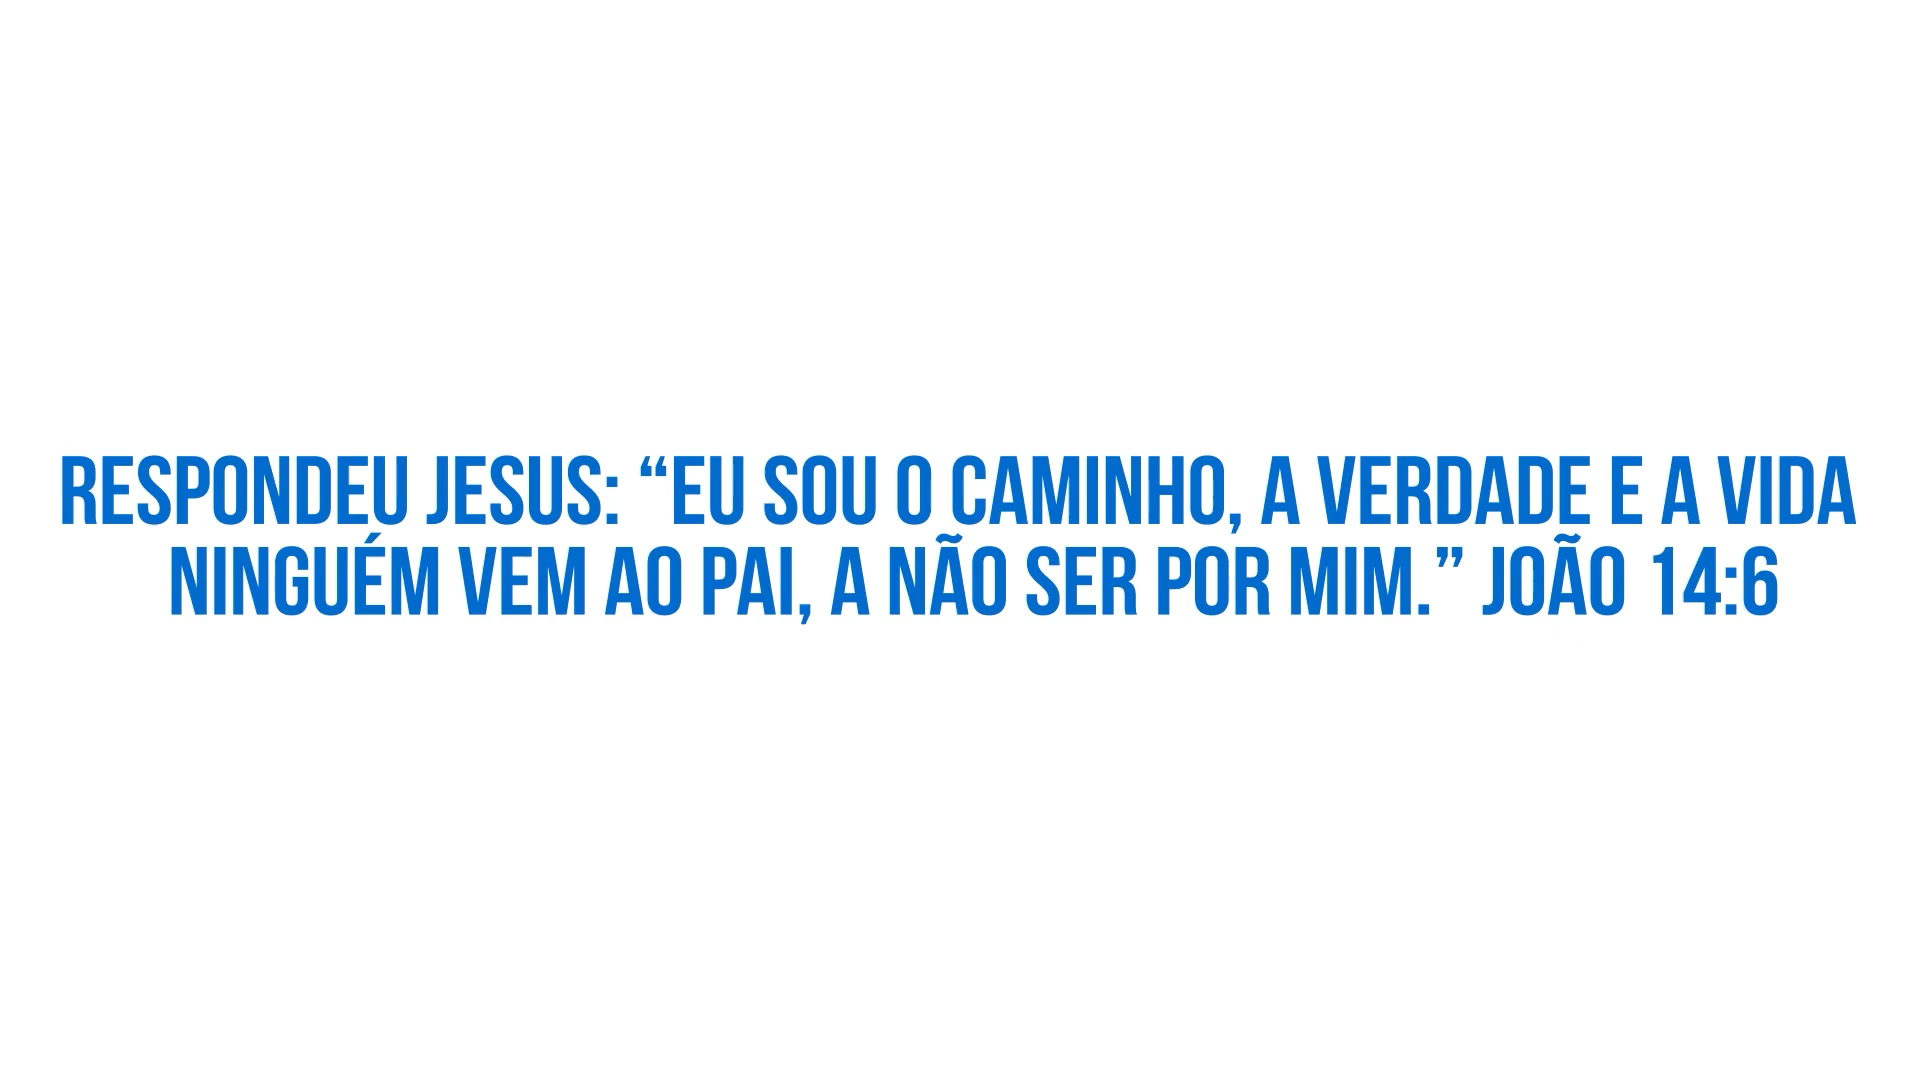 RESPONDEU JESUS: “EU SOU O CAMINHO, A VERDADE E A VIDA
NINGUÉM VEM AO PAI, A NÃO SER POR MIM.” JOÃO 14:6